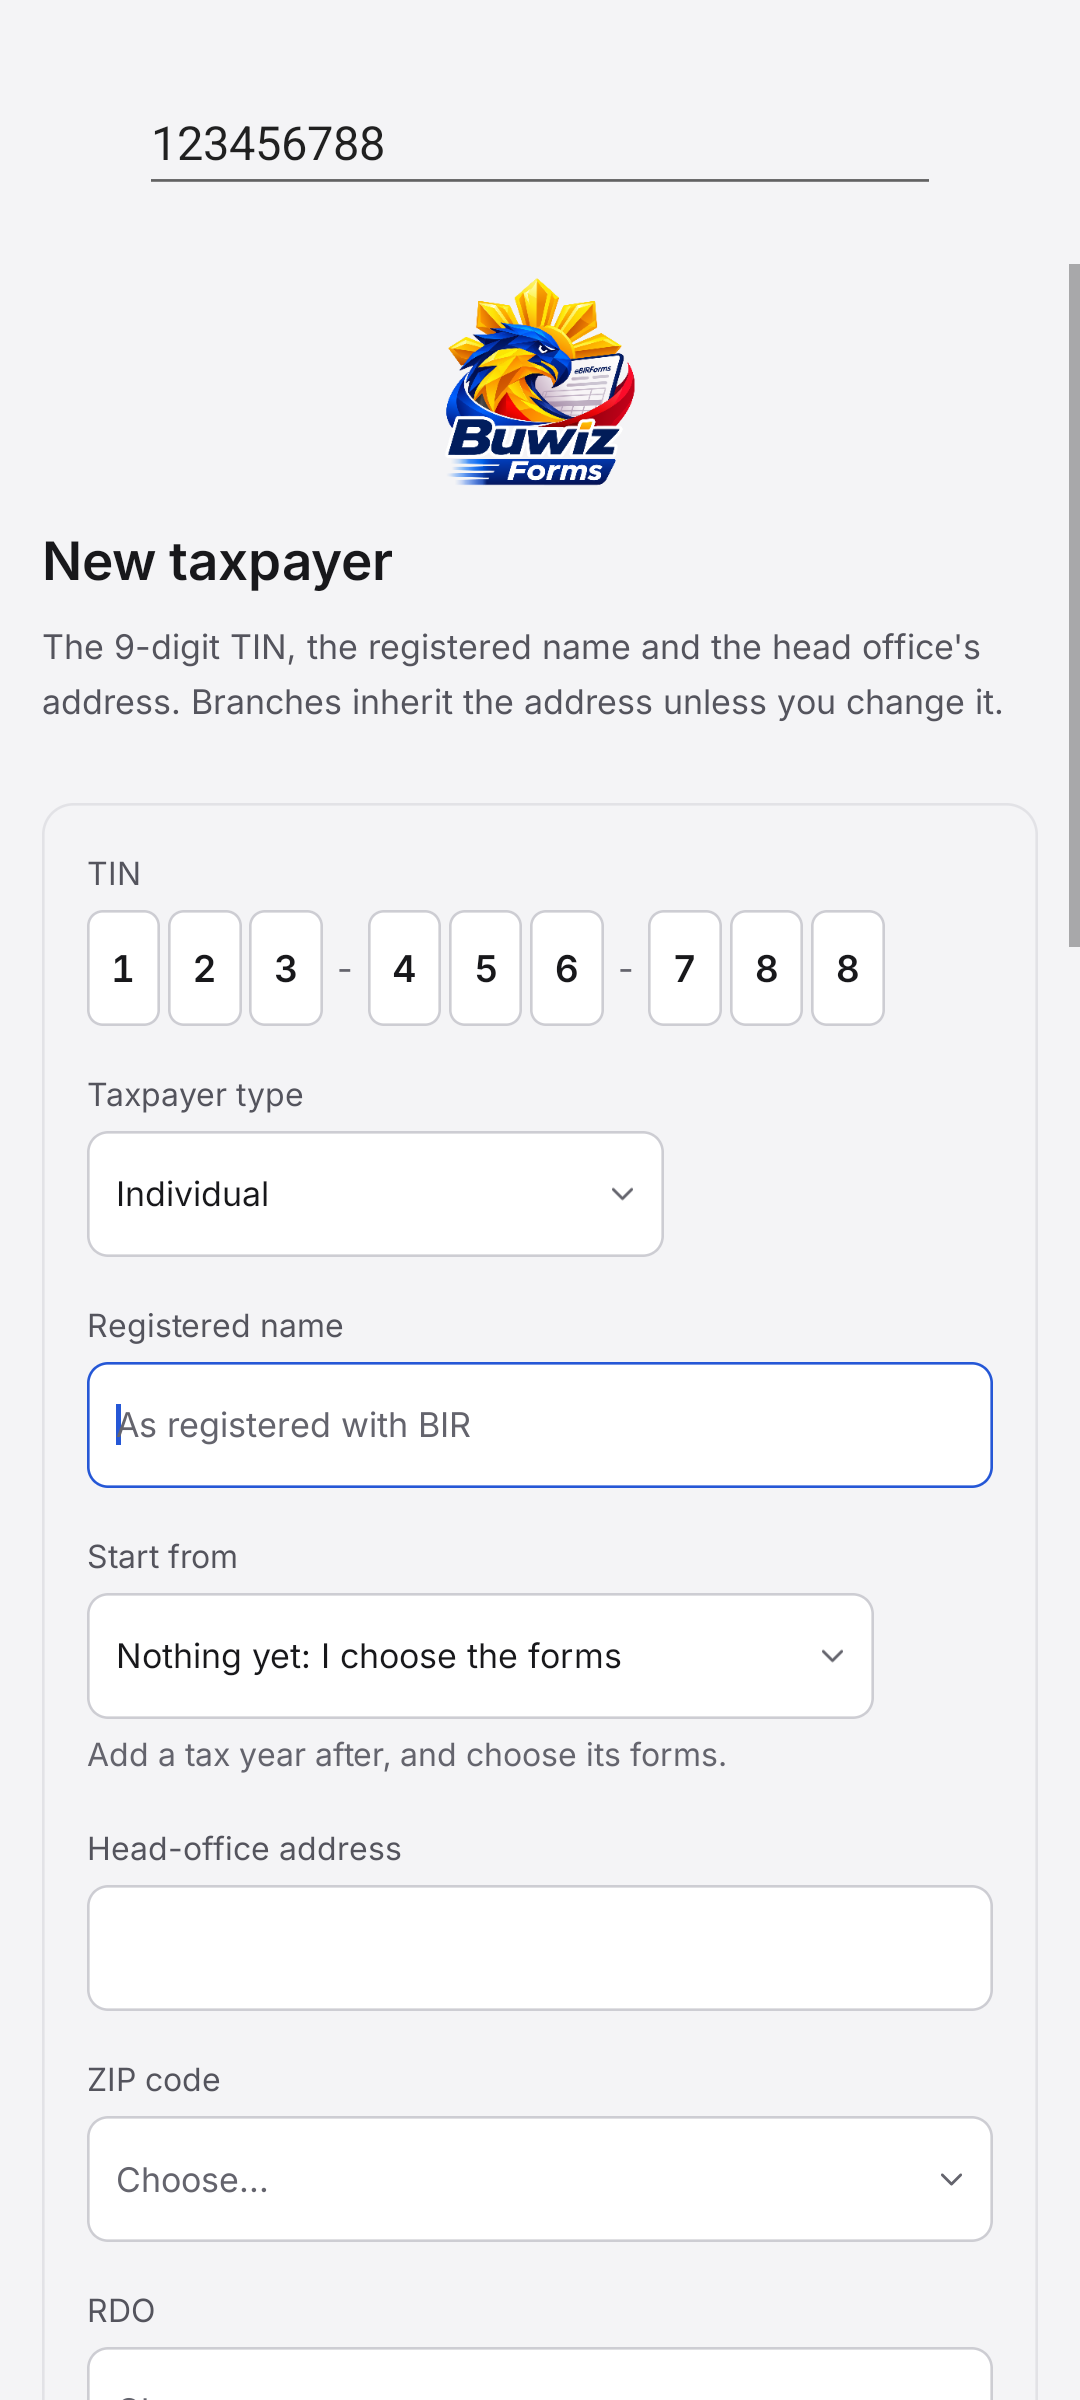 123456788
eBIRForms
Buwiz
Forms
New taxpayer
The 9-digit TIN, the registered name and the head office's
address. Branches inherit the address unless you change it.
TIN
1 2 3 - 4 5 6 - 7 8 8
Taxpayer type
Individual
Registered name
As registered with BIR
Start from
Nothing yet: I choose the forms
Add a tax year after, and choose its forms.
Head-office address
ZIP code
Choose...
RDO